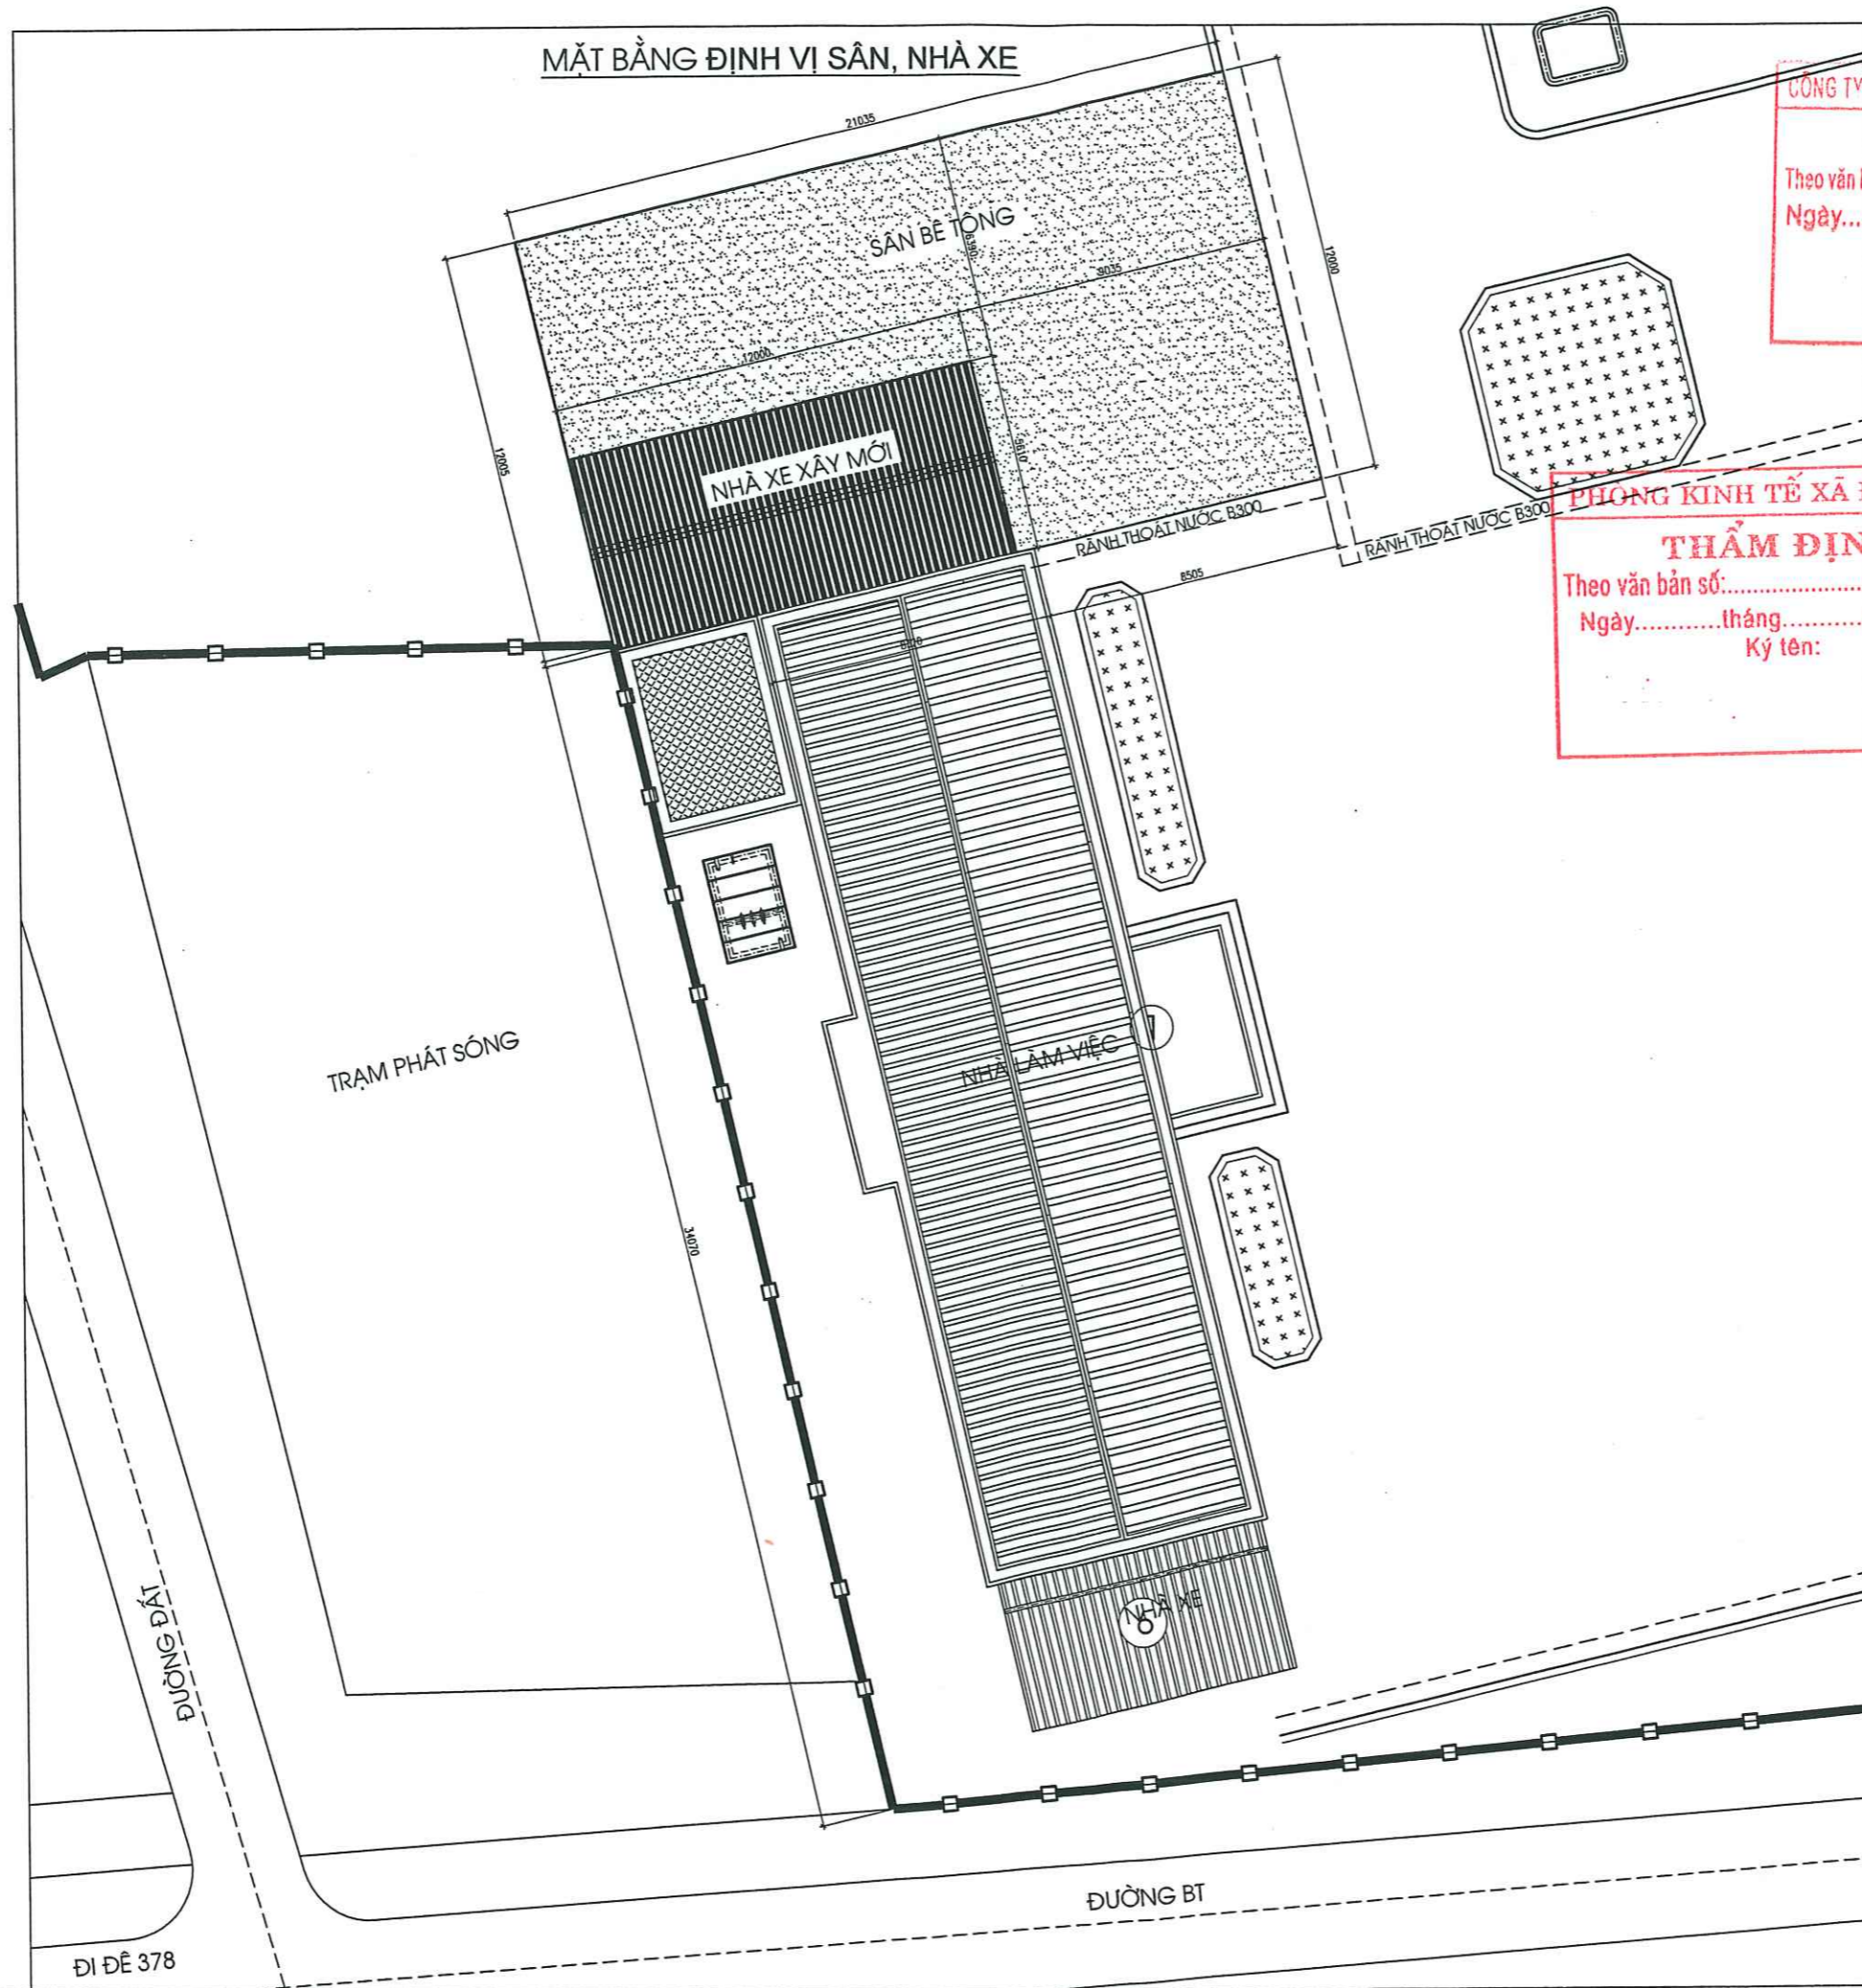 MẶT BẰNG ĐỊNH VỊ SÂN, NHÀ XE
21035
CÔNG TY
Theo văn
Ngày...
SÂN BÊ TÔNG
6390
9035
12000
12000
12005
NHÀ XE XÂY MỚI
5610
RÃNH THOÁT NƯỚC B300
RÃNH THOÁT NƯỚC B300
8505
PHÒNG KINH TẾ XÃ
THẨM ĐỊN
Theo văn bản số:....................
Ngày............tháng............
Ký tên:
TRẠM PHÁT SÓNG
NHÀ LÀM VIỆC
34070
NHÀ XE
ĐƯỜNG ĐẤT
ĐƯỜNG BT
ĐI ĐÊ 378